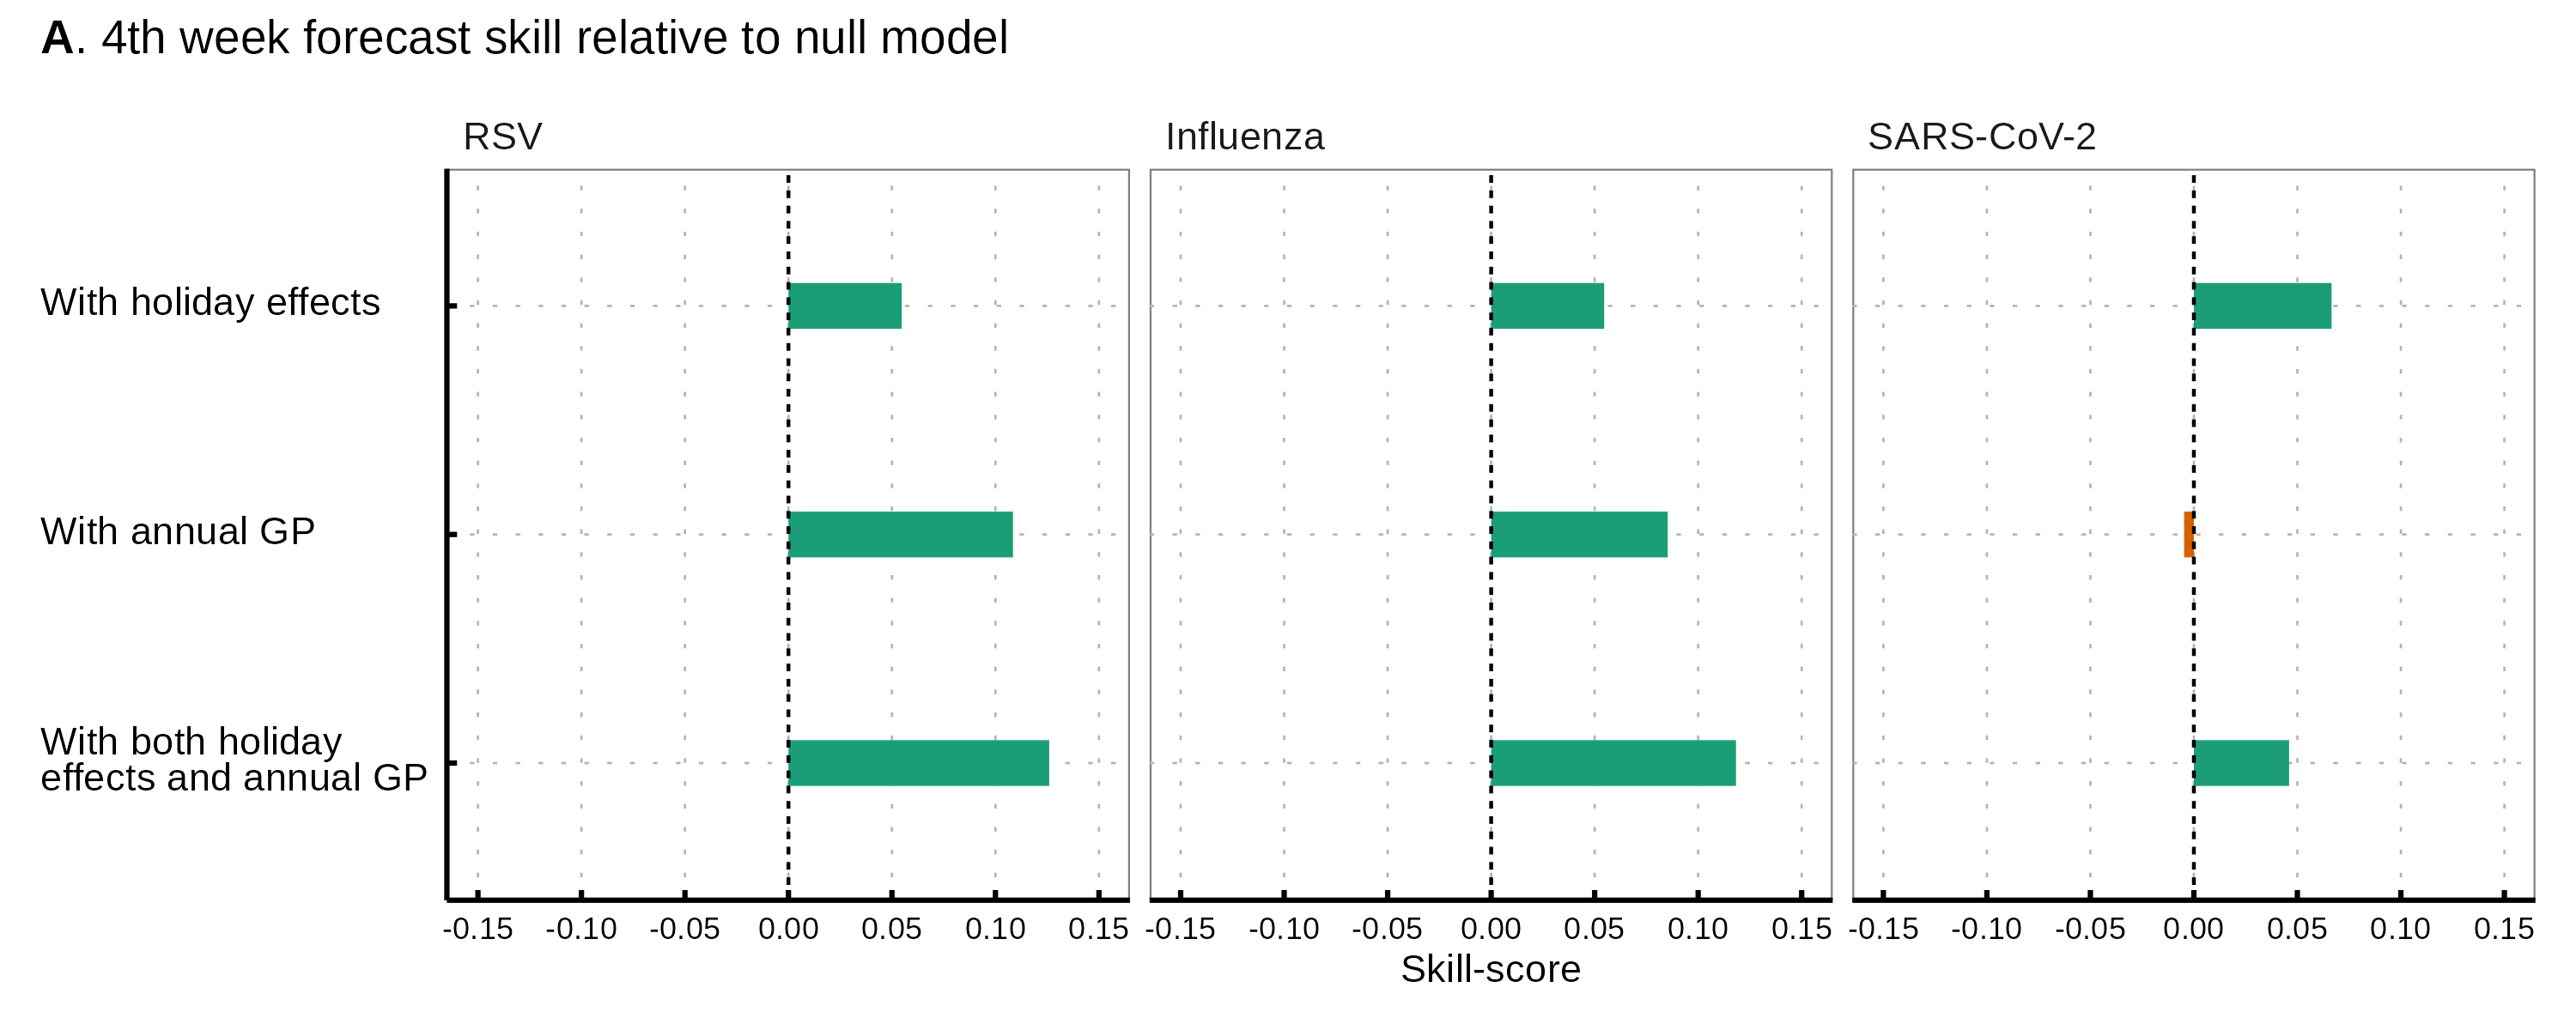 A. 4th week forecast skill relative to null model
RSV
Influenza
SARS-CoV-2
With holiday effects
With annual GP
With both holiday
effects and annual GP
-0.15 -0.10 -0.05 0.00 0.05 0.10 0.15 -0.15 -0.10 -0.05 0.00 0.05 0.10 0.15 -0.15 -0.10 -0.05 0.00 0.05 0.10 0.15
Skill-score